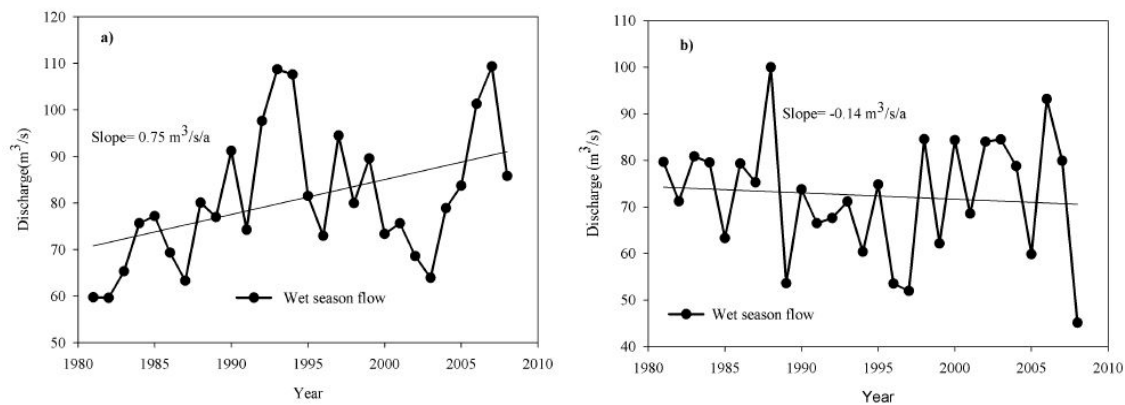 a)
120
110
100
90
80
70
60
50
Discharge(m³/s)
Slope= 0.75 m³/s/a
Wet season flow
1980 1985 1990 1995 2000 2005 2010
Year
b)
110
100
90
80
70
60
50
40
Discharge (m³/s)
Slope= -0.14 m³/s/a
Wet season flow
1980 1985 1990 1995 2000 2005 2010
Year